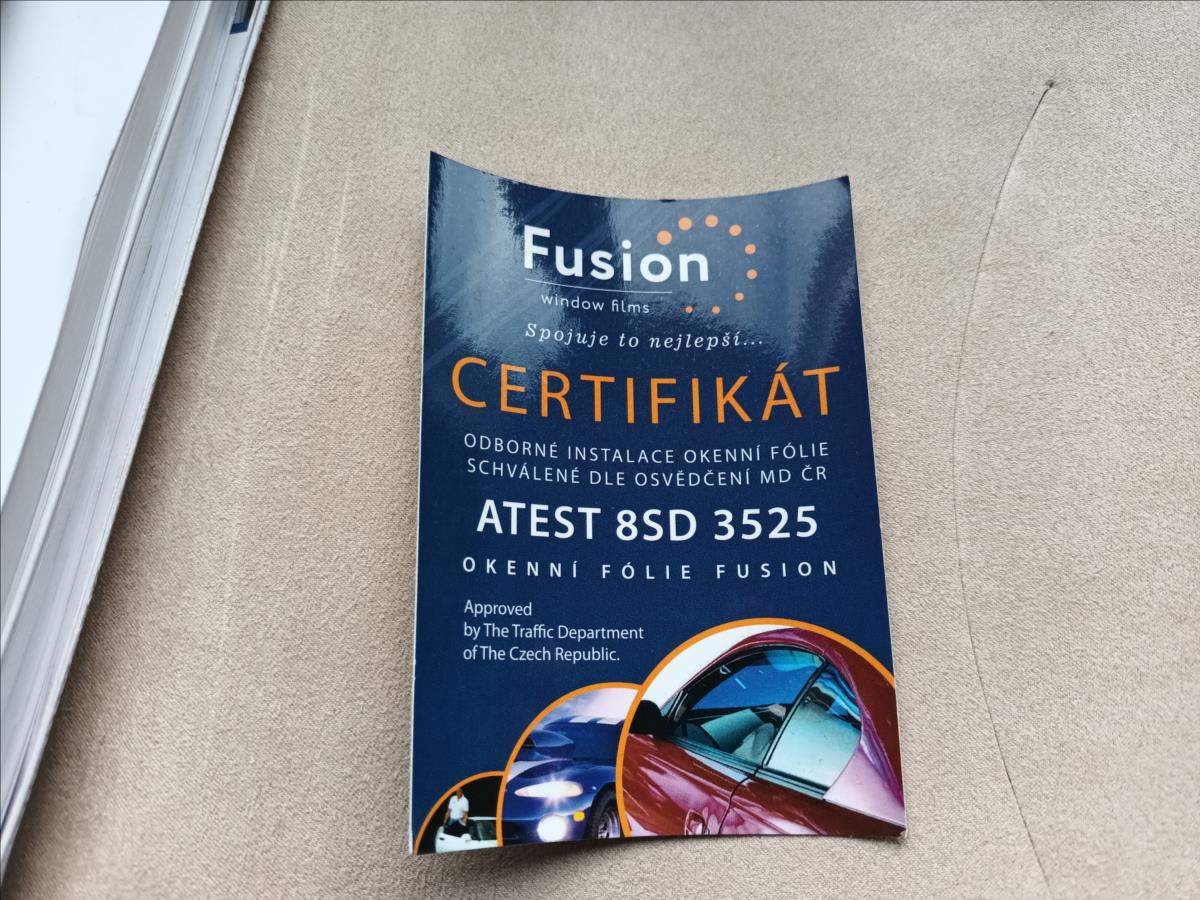 Fusion
window films
Spojuje to nejlepší...
CERTIFIKÁT
ODBORNÉ INSTALACE OKENNÍ FÓLIE
SCHVÁLENÉ DLE OSVĚDČENÍ MD ČR
ATEST 8SD 3525
OKENNÍ FÓLIE FUSION
Approved
by The Traffic Department
of The Czech Republic.